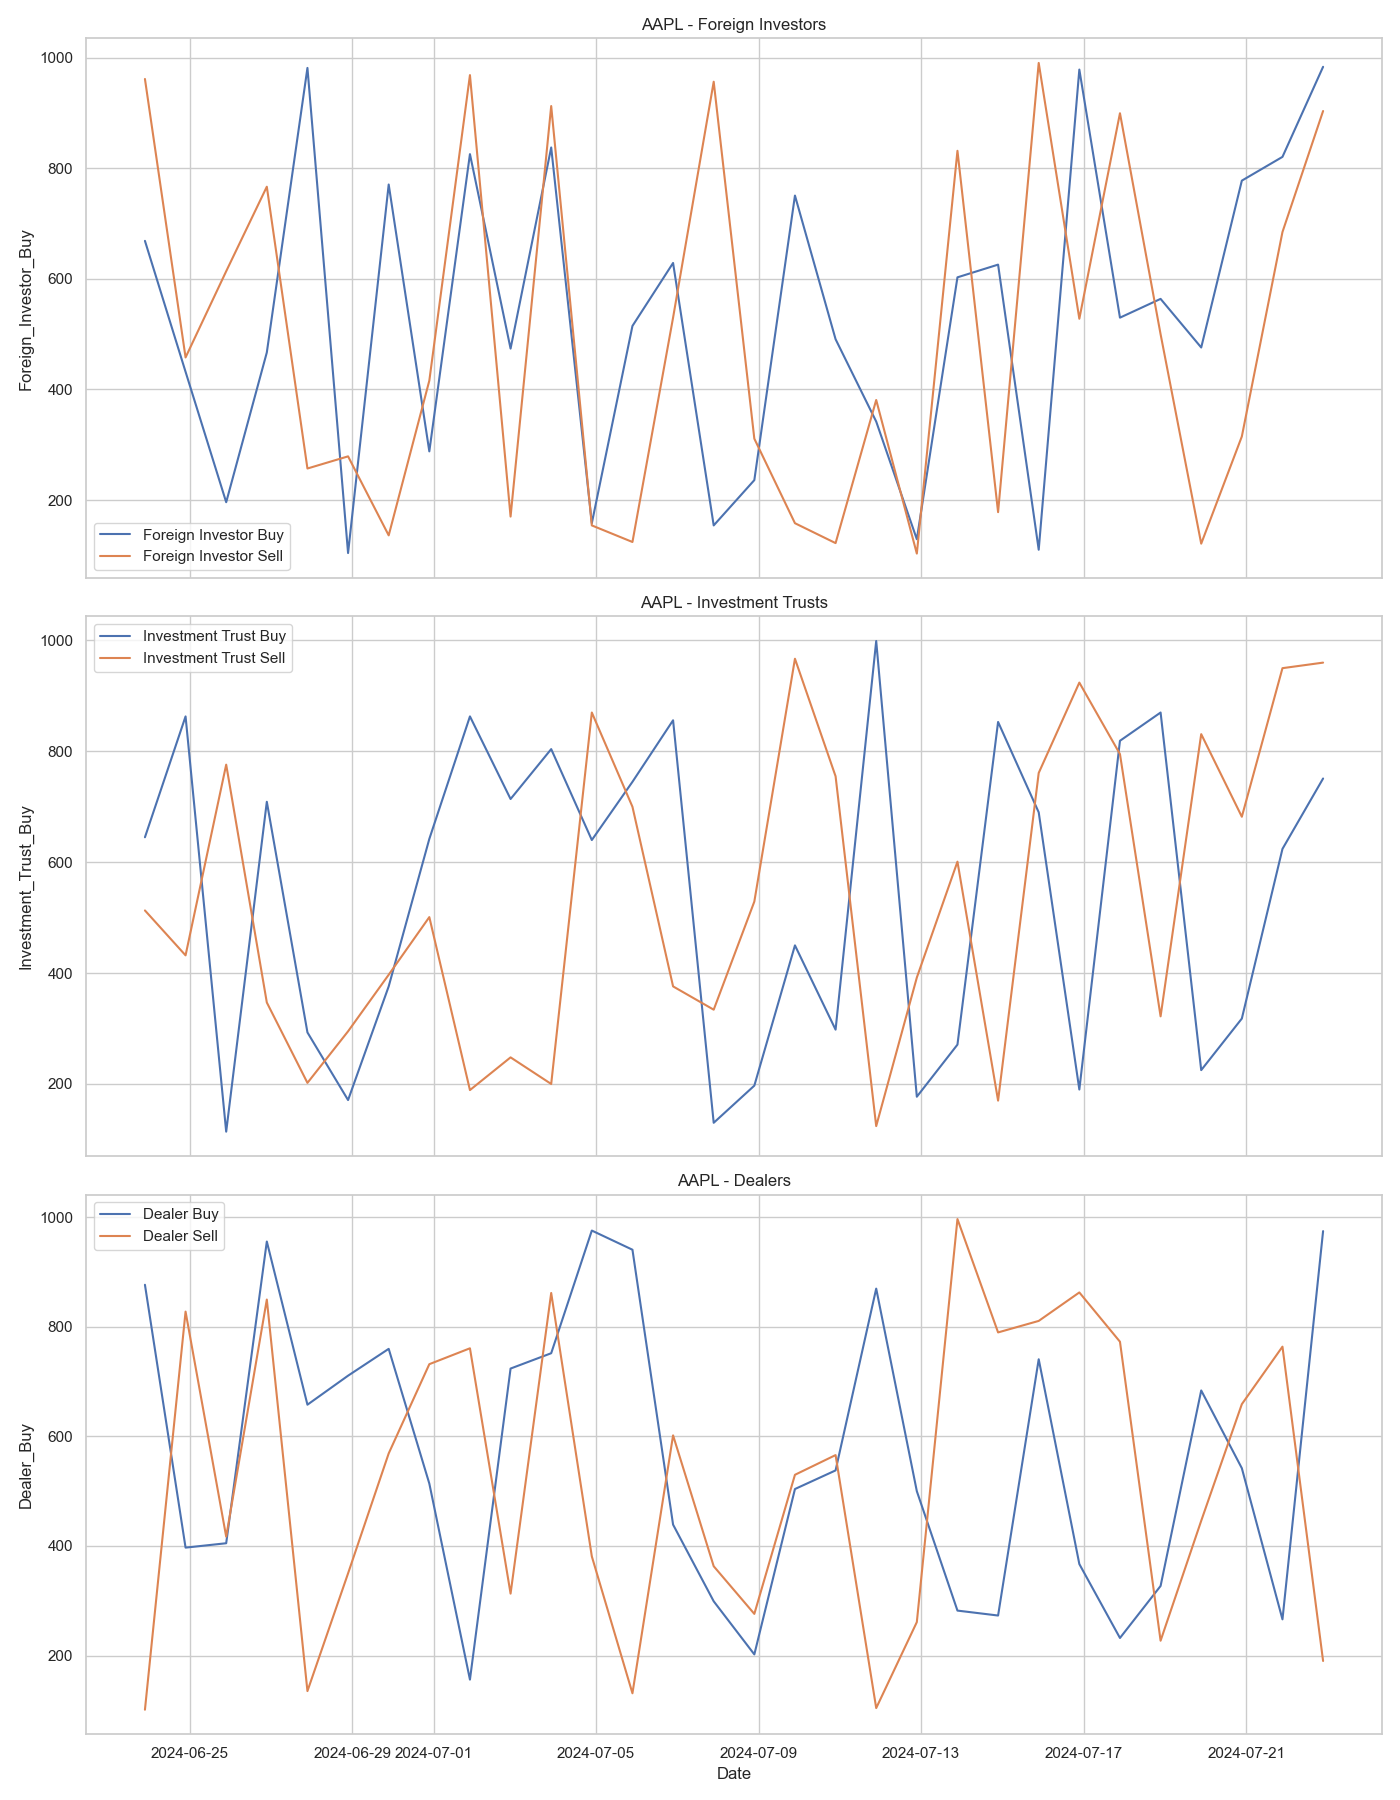 AAPL - Foreign Investors
1000
800
600
400
200
Foreign_Investor_Buy
Foreign Investor Buy
Foreign Investor Sell
AAPL - Investment Trusts
Investment Trust Buy
Investment Trust Sell
1000
800
600
400
200
Investment_Trust_Buy
AAPL - Dealers
Dealer Buy
Dealer Sell
1000
800
600
400
200
Dealer_Buy
2024-06-25 2024-06-29 2024-07-01 2024-07-05 2024-07-09 2024-07-13 2024-07-17 2024-07-21
Date